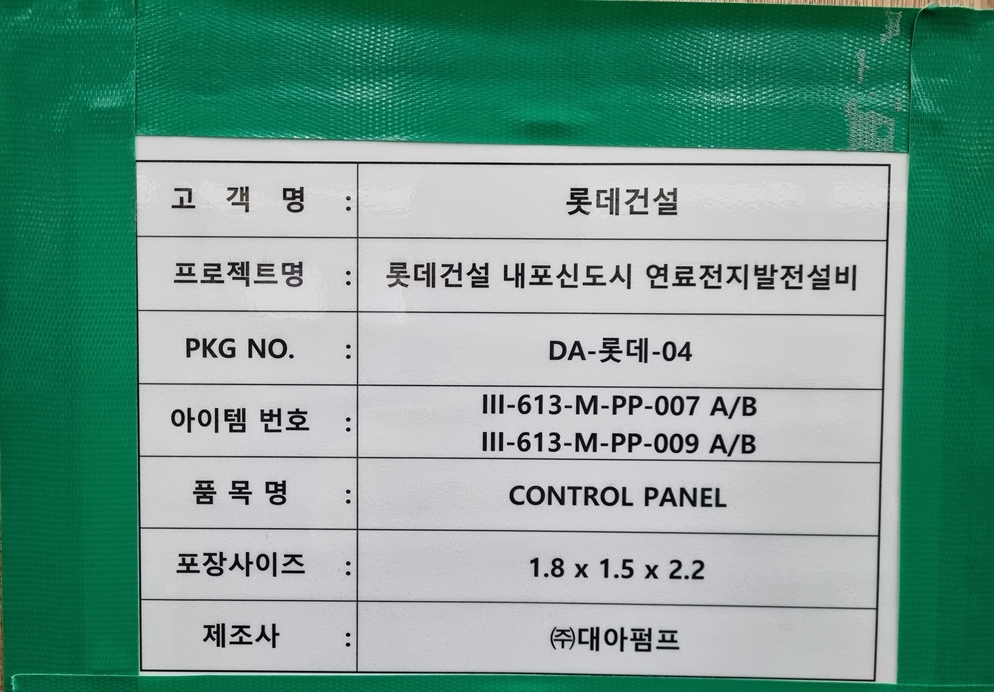 고 객 명 : 롯데건설
프로젝트명 : 롯데건설 내포신도시 연료전지발전설비
PKG NO. : DA-롯데-04
아이템 번호 : III-613-M-PP-007 A/B
III-613-M-PP-009 A/B
품 목 명 : CONTROL PANEL
포장사이즈 : 1.8 x 1.5 x 2.2
제조사 : ㈜대아펌프